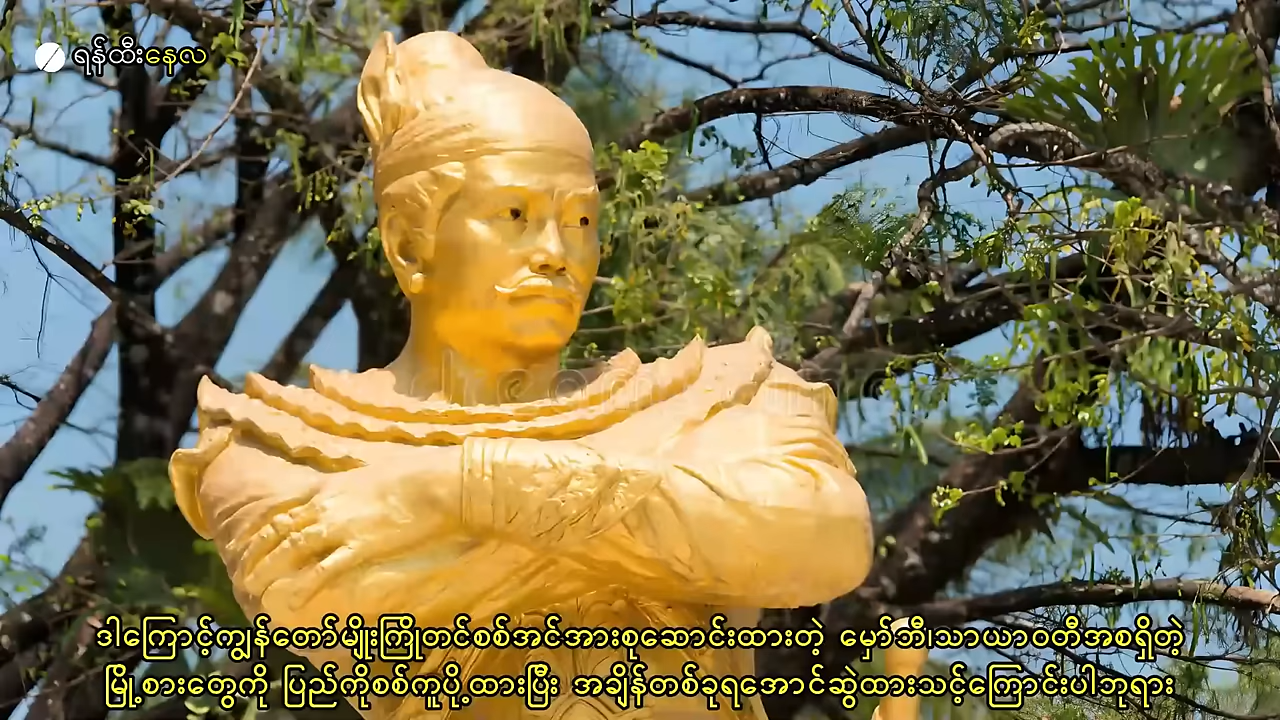 ရန်ထီးနေလ
ဒါကြောင့်ကျွန်တော်မျိုးကြိုတင်စစ်အင်အားစုဆောင်းထားတဲ့ မှော်ဘီ၊သာယာဝတီအစရှိတဲ့
မြို့စားတွေကို ပြည်ကိုစစ်ကူပို့ထားပြီး အချိန်တစ်ခုရအောင်ဆွဲထားသင့်ကြောင်းပါဘုရား